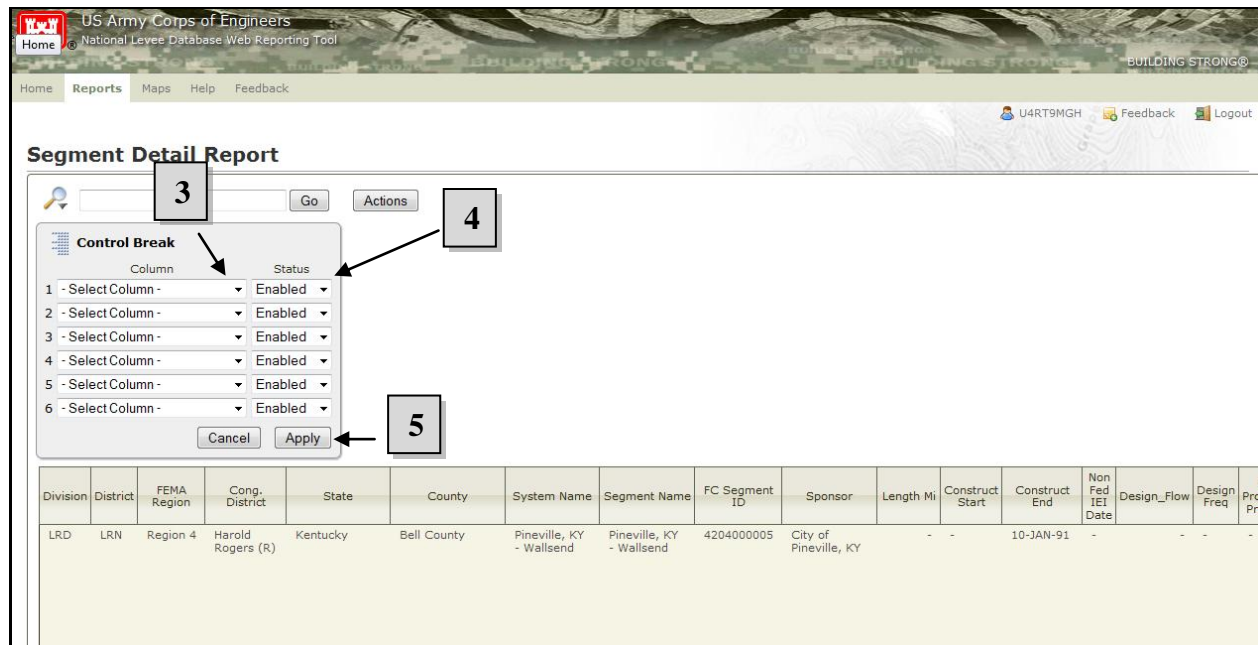 US Army Corps of Engineers
Home
®
National Levee Database Web Reporting Tool
BUILDING STRONG®
Home Reports Maps Help Feedback
U4RT9MGH Feedback Logout
Segment Detail Report
3
Go Actions
4
Control Break
Column Status
1 - Select Column - Enabled
2 - Select Column - Enabled
3 - Select Column - Enabled
4 - Select Column - Enabled
5 - Select Column - Enabled
6 - Select Column - Enabled
Cancel Apply
5
Division District FEMA Region Cong. District State County System Name Segment Name FC Segment ID Sponsor Length Mi Construct Start Construct End Non Fed IEI Date Design_Flow Design Freq
LRD LRN Region 4 Harold Kentucky Bell County Pineville, KY Pineville, KY 4204000005 City of - - 10-JAN-91 - - - -
Rogers (R) - Wallsend - Wallsend Pineville, KY